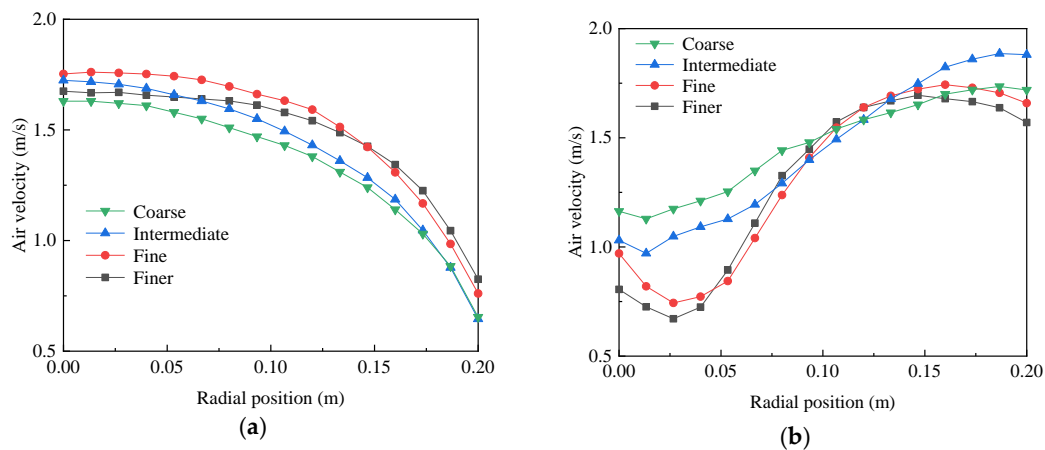 2.0
1.5
1.0
0.5
Air velocity (m/s)
Coarse
Intermediate
Fine
Finer
0.00 0.05 0.10 0.15 0.20
Radial position (m)
(a)
2.0
1.5
1.0
0.5
Air velocity (m/s)
Coarse
Intermediate
Fine
Finer
0.00 0.05 0.10 0.15 0.20
Radial position (m)
(b)